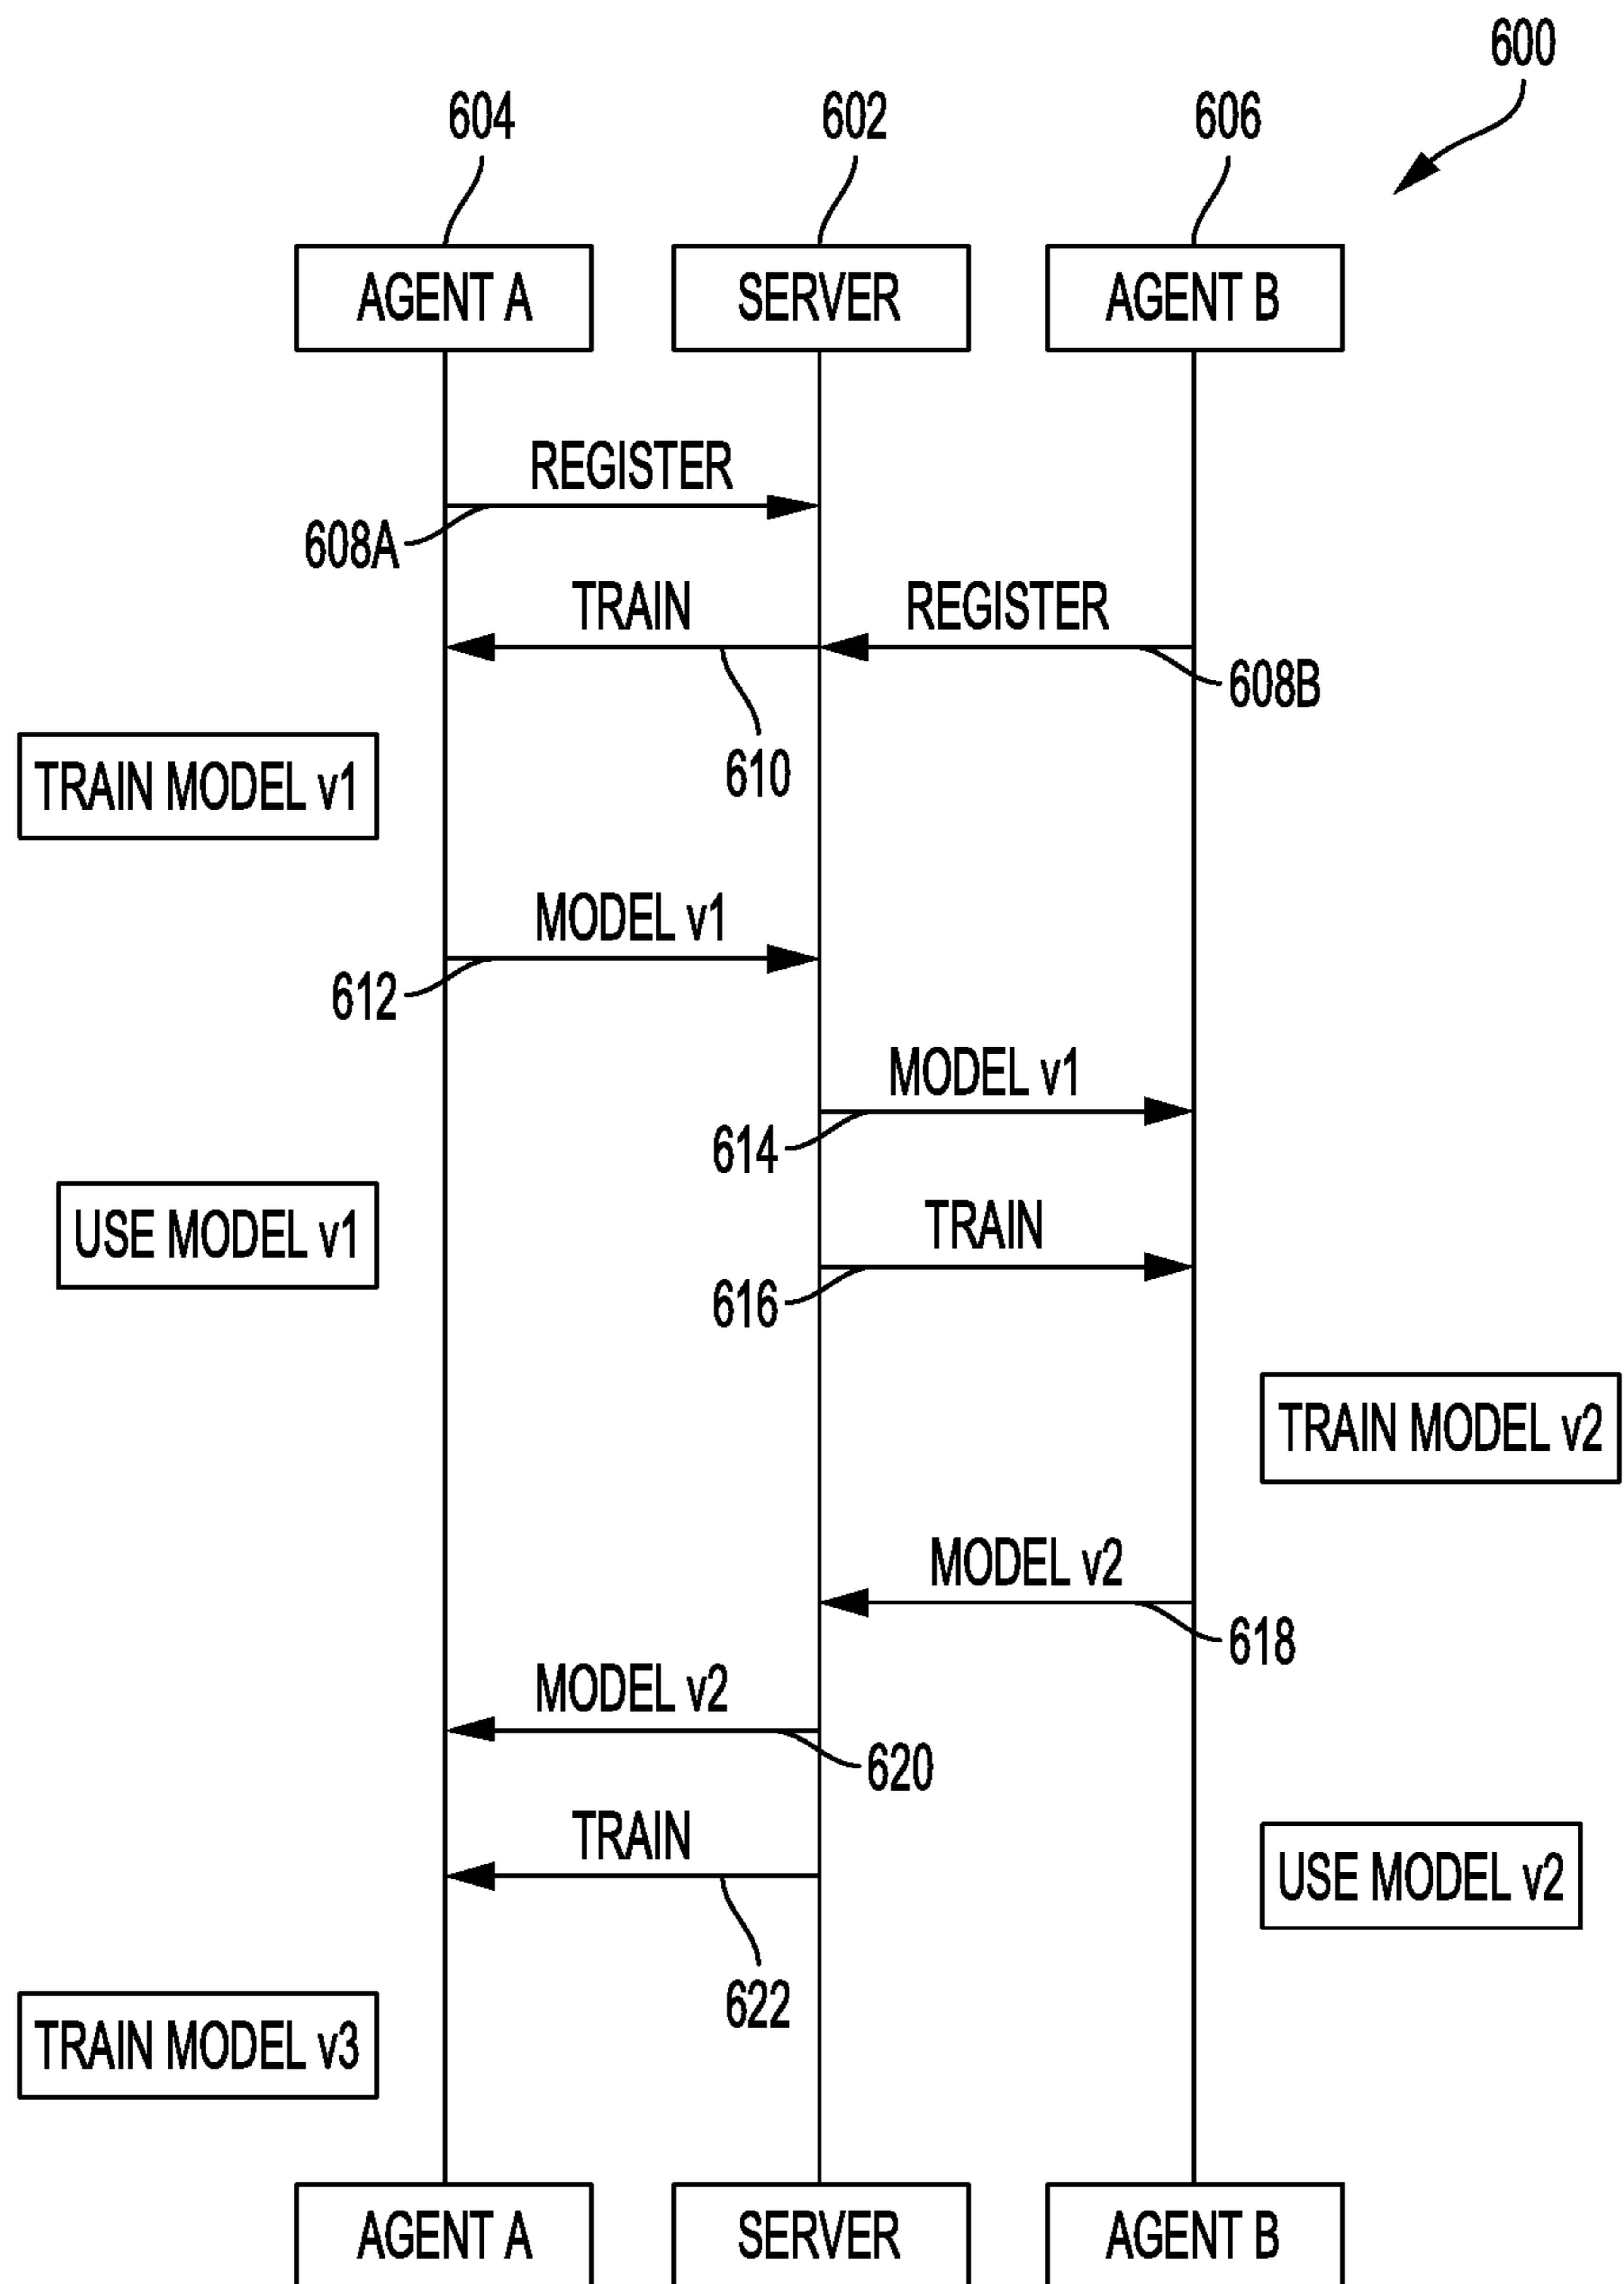 600
604
602
606
AGENT A
SERVER
AGENT B
REGISTER
608A
TRAIN
REGISTER
608B
610
TRAIN MODEL v1
MODEL v1
612
MODEL v1
614
USE MODEL v1
TRAIN
616
TRAIN MODEL v2
MODEL v2
618
MODEL v2
620
TRAIN
USE MODEL v2
622
TRAIN MODEL v3
AGENT A
SERVER
AGENT B